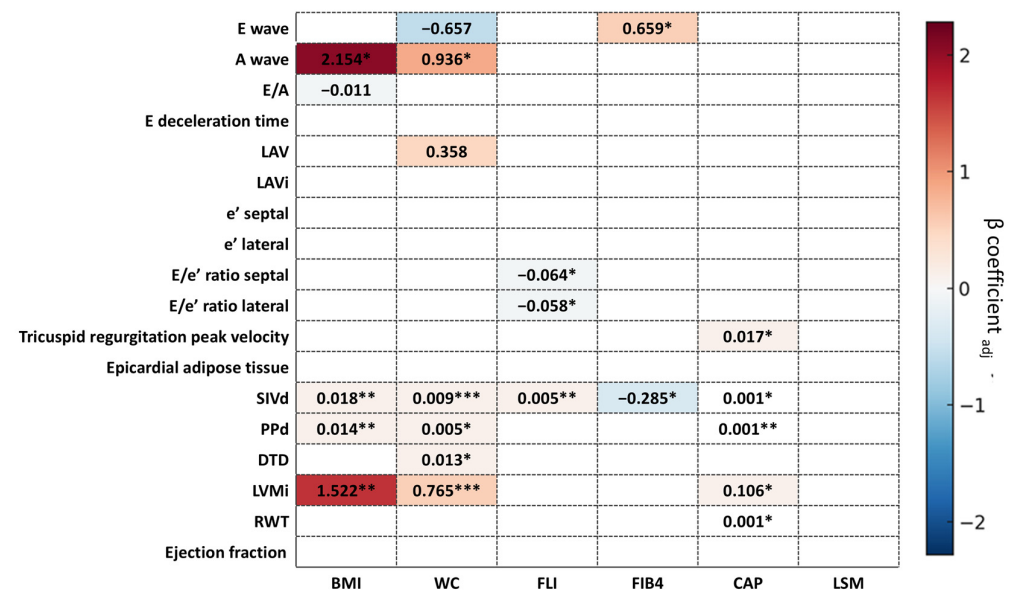 E wave −0.657 0.659*
A wave 2.154* 0.936*
E/A −0.011
E deceleration time
LAV 0.358
LAVi
e’ septal
e’ lateral
E/e’ ratio septal −0.064*
E/e’ ratio lateral −0.058*
Tricuspid regurgitation peak velocity 0.017*
Epicardial adipose tissue
SIVd 0.018** 0.009*** 0.005** −0.285* 0.001*
PPd 0.014** 0.005* 0.001**
DTD 0.013*
LVMi 1.522** 0.765*** 0.106*
RWT 0.001*
Ejection fraction
BMI WC FLI FIB4 CAP LSM
2
1
0
−1
−2
β coefficient adj -